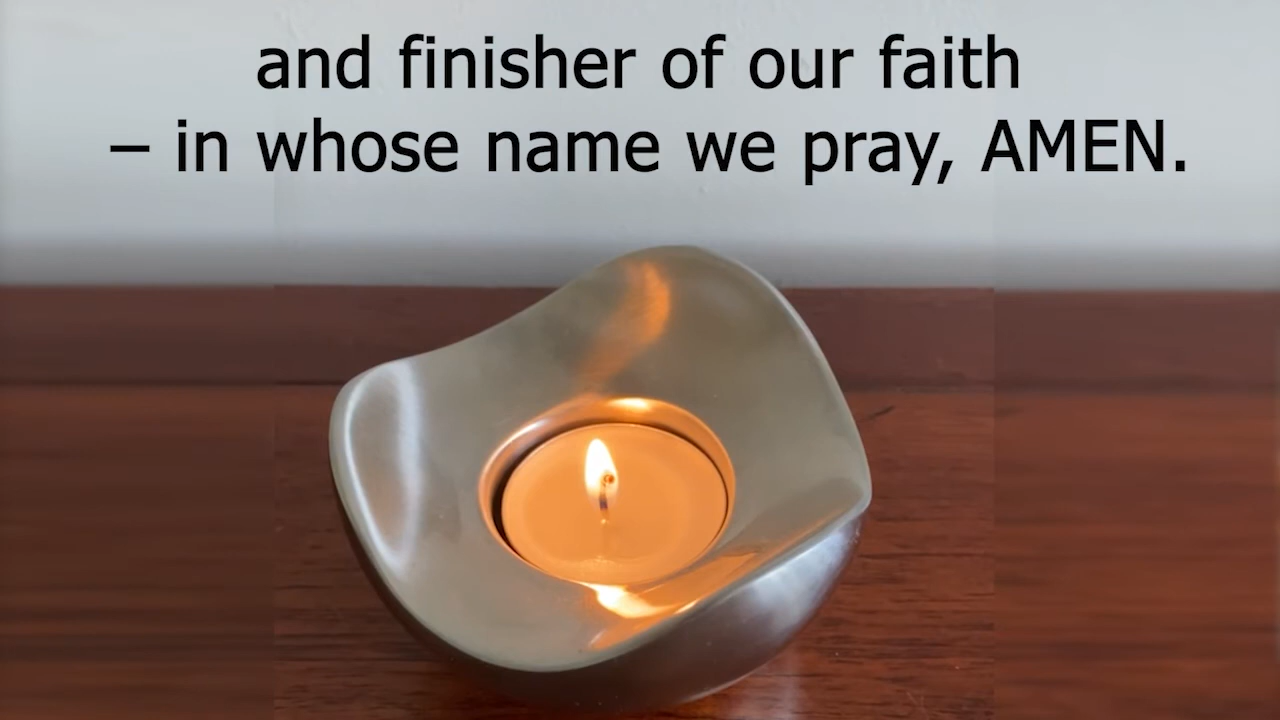 and finisher of our faith
– in whose name we pray, AMEN.